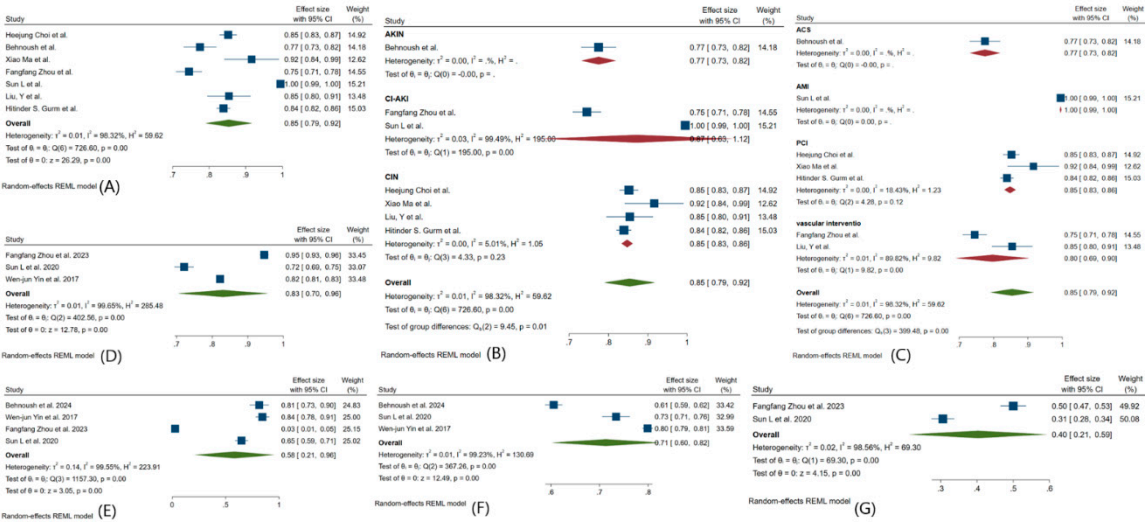 Effect size Weight
Study with 95% CI (%)
Heejung Choi et al. 0.85 [ 0.83, 0.87] 14.92
Behnoush et al. 0.77 [ 0.73, 0.82] 14.18
Xiao Ma et al. 0.92 [ 0.84, 0.99] 12.62
Fangfang Zhou et al. 0.75 [ 0.71, 0.78] 14.55
Sun L et al. 1.00 [ 0.99, 1.00] 15.21
Liu, Y et al. 0.85 [ 0.80, 0.91] 13.48
Hitinder S. Gurm et al. 0.84 [ 0.82, 0.86] 15.03
Overall 0.85 [ 0.79, 0.92]
Heterogeneity: τ² = 0.01, I² = 98.32%, H² = 59.62
Test of θᵢ = θⱼ: Q(6) = 726.60, p = 0.00
Test of θ = 0: z = 26.29, p = 0.00
.7 .8 .9 1
Random-effects REML model
(A)
Effect size Weight
Study with 95% CI (%)
AKIN
Behnoush et al. 0.77 [ 0.73, 0.82] 14.18
Heterogeneity: τ² = 0.00, I² = .%, H² = . 0.77 [ 0.73, 0.82]
Test of θᵢ = θⱼ: Q(0) = -0.00, p = .
CI-AKI
Fangfang Zhou et al. 0.75 [ 0.71, 0.78] 14.55
Sun L et al. 1.00 [ 0.99, 1.00] 15.21
Heterogeneity: τ² = 0.03, I² = 99.49%, H² = 195.00 0.87 [ 0.63, 1.12]
Test of θᵢ = θⱼ: Q(1) = 195.00, p = 0.00
CIN
Heejung Choi et al. 0.85 [ 0.83, 0.87] 14.92
Xiao Ma et al. 0.92 [ 0.84, 0.99] 12.62
Liu, Y et al. 0.85 [ 0.80, 0.91] 13.48
Hitinder S. Gurm et al. 0.84 [ 0.82, 0.86] 15.03
Heterogeneity: τ² = 0.00, I² = 5.01%, H² = 1.05 0.85 [ 0.83, 0.86]
Test of θᵢ = θⱼ: Q(3) = 4.33, p = 0.23
Overall 0.85 [ 0.79, 0.92]
Heterogeneity: τ² = 0.01, I² = 98.32%, H² = 59.62
Test of θᵢ = θⱼ: Q(6) = 726.60, p = 0.00
Test of group differences: Qb(2) = 9.45, p = 0.01
.7 .8 .9 1
Random-effects REML model
(B)
Effect size Weight
Study with 95% CI (%)
ACS
Behnoush et al. 0.77 [ 0.73, 0.82] 14.18
Heterogeneity: τ² = 0.00, I² = .%, H² = . 0.77 [ 0.73, 0.82]
Test of θᵢ = θⱼ: Q(0) = -0.00, p = .
AMI
Sun L et al. 1.00 [ 0.99, 1.00] 15.21
Heterogeneity: τ² = 0.00, I² = .%, H² = . 1.00 [ 0.99, 1.00]
Test of θᵢ = θⱼ: Q(0) = 0.00, p = .
PCI
Heejung Choi et al. 0.85 [ 0.83, 0.87] 14.92
Xiao Ma et al. 0.92 [ 0.84, 0.99] 12.62
Hitinder S. Gurm et al. 0.84 [ 0.82, 0.86] 15.03
Heterogeneity: τ² = 0.00, I² = 18.43%, H² = 1.23 0.85 [ 0.83, 0.86]
Test of θᵢ = θⱼ: Q(2) = 4.28, p = 0.12
vascular interventio
Fangfang Zhou et al. 0.75 [ 0.71, 0.78] 14.55
Liu, Y et al. 0.85 [ 0.80, 0.91] 13.48
Heterogeneity: τ² = 0.01, I² = 89.82%, H² = 9.82 0.80 [ 0.69, 0.90]
Test of θᵢ = θⱼ: Q(1) = 9.82, p = 0.00
Overall 0.85 [ 0.79, 0.92]
Heterogeneity: τ² = 0.01, I² = 98.32%, H² = 59.62
Test of θᵢ = θⱼ: Q(6) = 726.60, p = 0.00
Test of group differences: Qb(3) = 399.48, p = 0.00
.7 .8 .9 1
Random-effects REML model
(C)
Effect size Weight
Study with 95% CI (%)
Fangfang Zhou et al. 2023 0.95 [ 0.93, 0.96] 33.45
Sun L et al. 2020 0.72 [ 0.69, 0.75] 33.07
Wen-jun Yin et al. 2017 0.82 [ 0.81, 0.83] 33.48
Overall 0.83 [ 0.70, 0.96]
Heterogeneity: τ² = 0.01, I² = 99.65%, H² = 285.48
Test of θᵢ = θⱼ: Q(2) = 402.56, p = 0.00
Test of θ = 0: z = 12.78, p = 0.00
.7 .8 .9 1
Random-effects REML model
(D)
Effect size Weight
Study with 95% CI (%)
Behnoush et al. 2024 0.81 [ 0.73, 0.90] 24.83
Wen-jun Yin et al. 2017 0.84 [ 0.78, 0.91] 25.00
Fangfang Zhou et al. 2023 0.03 [ 0.01, 0.05] 25.15
Sun L et al. 2020 0.65 [ 0.59, 0.71] 25.02
Overall 0.58 [ 0.21, 0.96]
Heterogeneity: τ² = 0.14, I² = 99.55%, H² = 223.91
Test of θᵢ = θⱼ: Q(3) = 1157.30, p = 0.00
Test of θ = 0: z = 3.05, p = 0.00
0 .5 1
Random-effects REML model
(E)
Effect size Weight
Study with 95% CI (%)
Behnoush et al. 2024 0.61 [ 0.59, 0.62] 33.42
Sun L et al. 2020 0.73 [ 0.71, 0.76] 32.99
Wen-jun Yin et al. 2017 0.80 [ 0.79, 0.81] 33.59
Overall 0.71 [ 0.60, 0.82]
Heterogeneity: τ² = 0.01, I² = 99.23%, H² = 130.69
Test of θᵢ = θⱼ: Q(2) = 367.26, p = 0.00
Test of θ = 0: z = 12.49, p = 0.00
.6 .7 .8
Random-effects REML model
(F)
Effect size Weight
Study with 95% CI (%)
Fangfang Zhou et al. 2023 0.50 [ 0.47, 0.53] 49.92
Sun L et al. 2020 0.31 [ 0.28, 0.34] 50.08
Overall 0.40 [ 0.21, 0.59]
Heterogeneity: τ² = 0.02, I² = 98.56%, H² = 69.30
Test of θᵢ = θⱼ: Q(1) = 69.30, p = 0.00
Test of θ = 0: z = 4.15, p = 0.00
.3 .4 .5 .6
Random-effects REML model
(G)